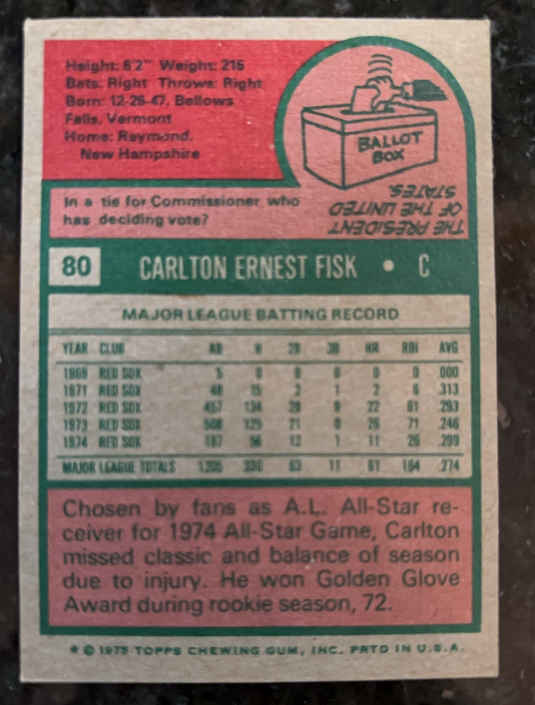 Height: 6'2" Weight: 215
Bats: Right Throws: Right
Born: 12-26-47, Bellows
Falls, Vermont
Home: Raymond,
New Hampshire
BALLOT
BOX
In a tie for Commissioner who
has deciding vote?
THE PRESIDENT
OF THE UNITED
STATES.
80 CARLTON ERNEST FISK • C
MAJOR LEAGUE BATTING RECORD
YEAR CLUB AB H 2B 3B HR RBI AVG
1969 RED SOX 5 0 0 0 0 0 .000
1971 RED SOX 48 15 2 1 2 6 .313
1972 RED SOX 457 134 28 9 22 61 .293
1973 RED SOX 508 125 21 0 26 71 .246
1974 RED SOX 187 56 12 1 11 26 .299
MAJOR LEAGUE TOTALS 1205 330 63 11 61 164 .274
Chosen by fans as A.L. All-Star re-
ceiver for 1974 All-Star Game, Carlton
missed classic and balance of season
due to injury. He won Golden Glove
Award during rookie season, 72.
* © 1975 TOPPS CHEWING GUM, INC. PRTD IN U.S.A.